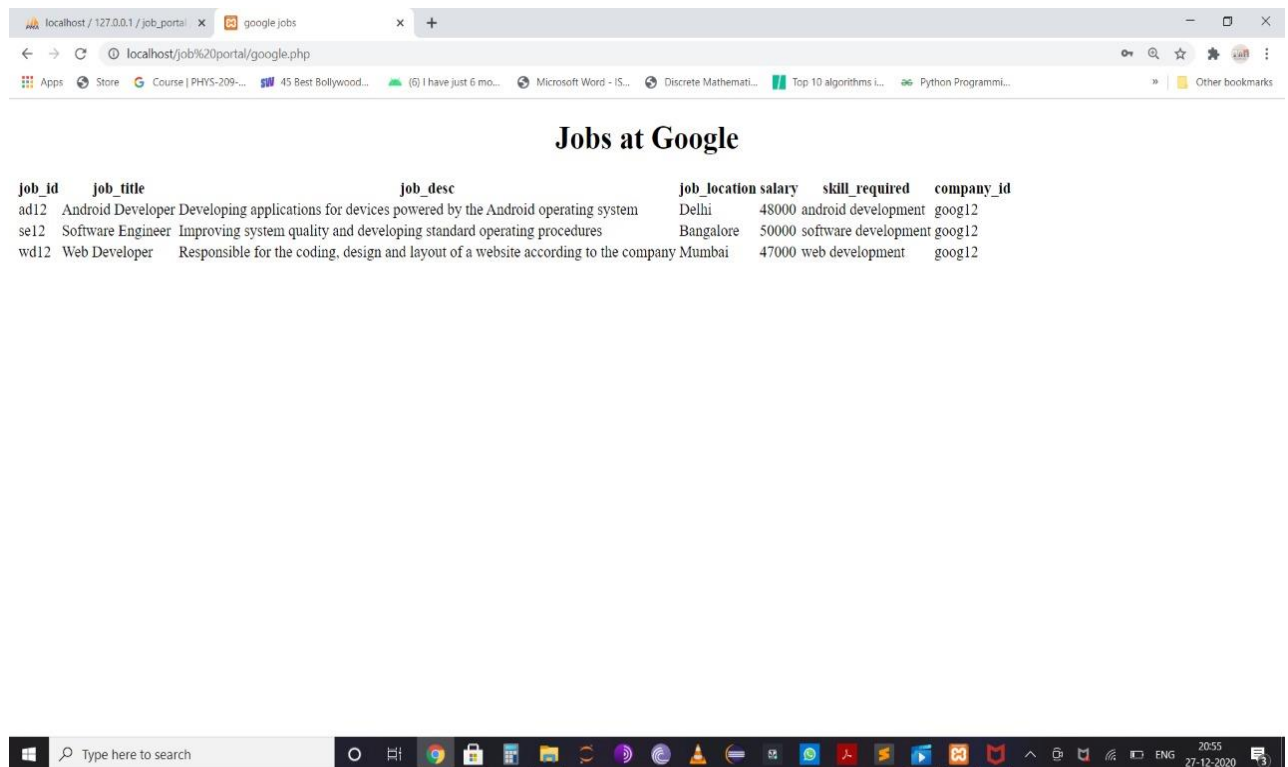 localhost / 127.0.0.1 / job_portal
google jobs
localhost/job%20portal/google.php
Apps Store Course | PHYS-209-... 45 Best Bollywood... (6) I have just 6 mo... Microsoft Word - IS... Discrete Mathemati... Top 10 algorithms i... Python Programmi... » Other bookmarks
Jobs at Google
job_id job_title job_desc job_location salary skill_required company_id
ad12 Android Developer Developing applications for devices powered by the Android operating system Delhi 48000 android development goog12
se12 Software Engineer Improving system quality and developing standard operating procedures Bangalore 50000 software development goog12
wd12 Web Developer Responsible for the coding, design and layout of a website according to the company Mumbai 47000 web development goog12
Type here to search
ENG
20:55
27-12-2020
3